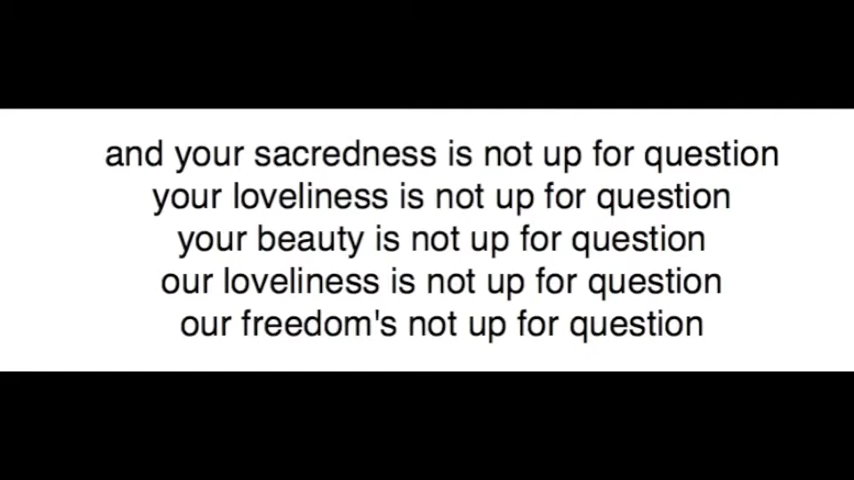 and your sacredness is not up for question
your loveliness is not up for question
your beauty is not up for question
our loveliness is not up for question
our freedom's not up for question